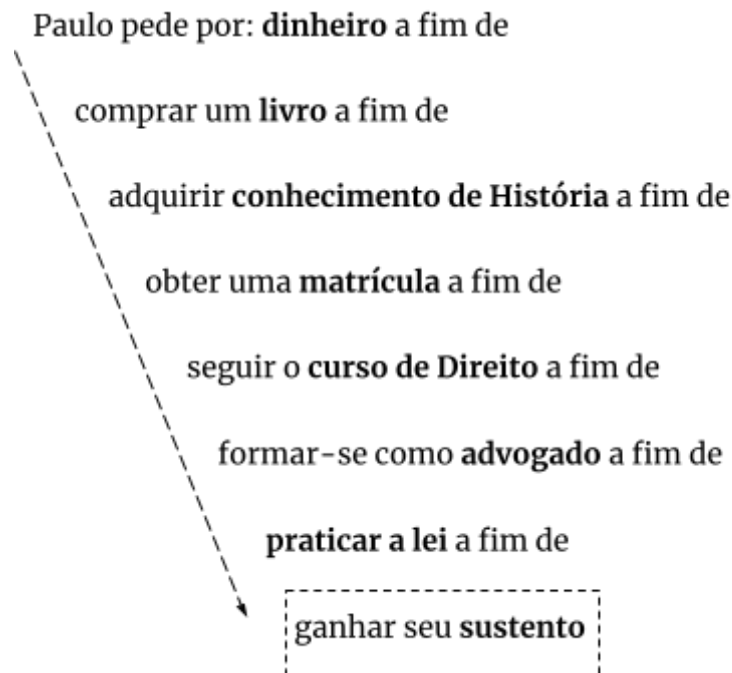 Paulo pede por: dinheiro a fim de
comprar um livro a fim de
adquirir conhecimento de História a fim de
obter uma matrícula a fim de
seguir o curso de Direito a fim de
formar-se como advogado a fim de
praticar a lei a fim de
ganhar seu sustento